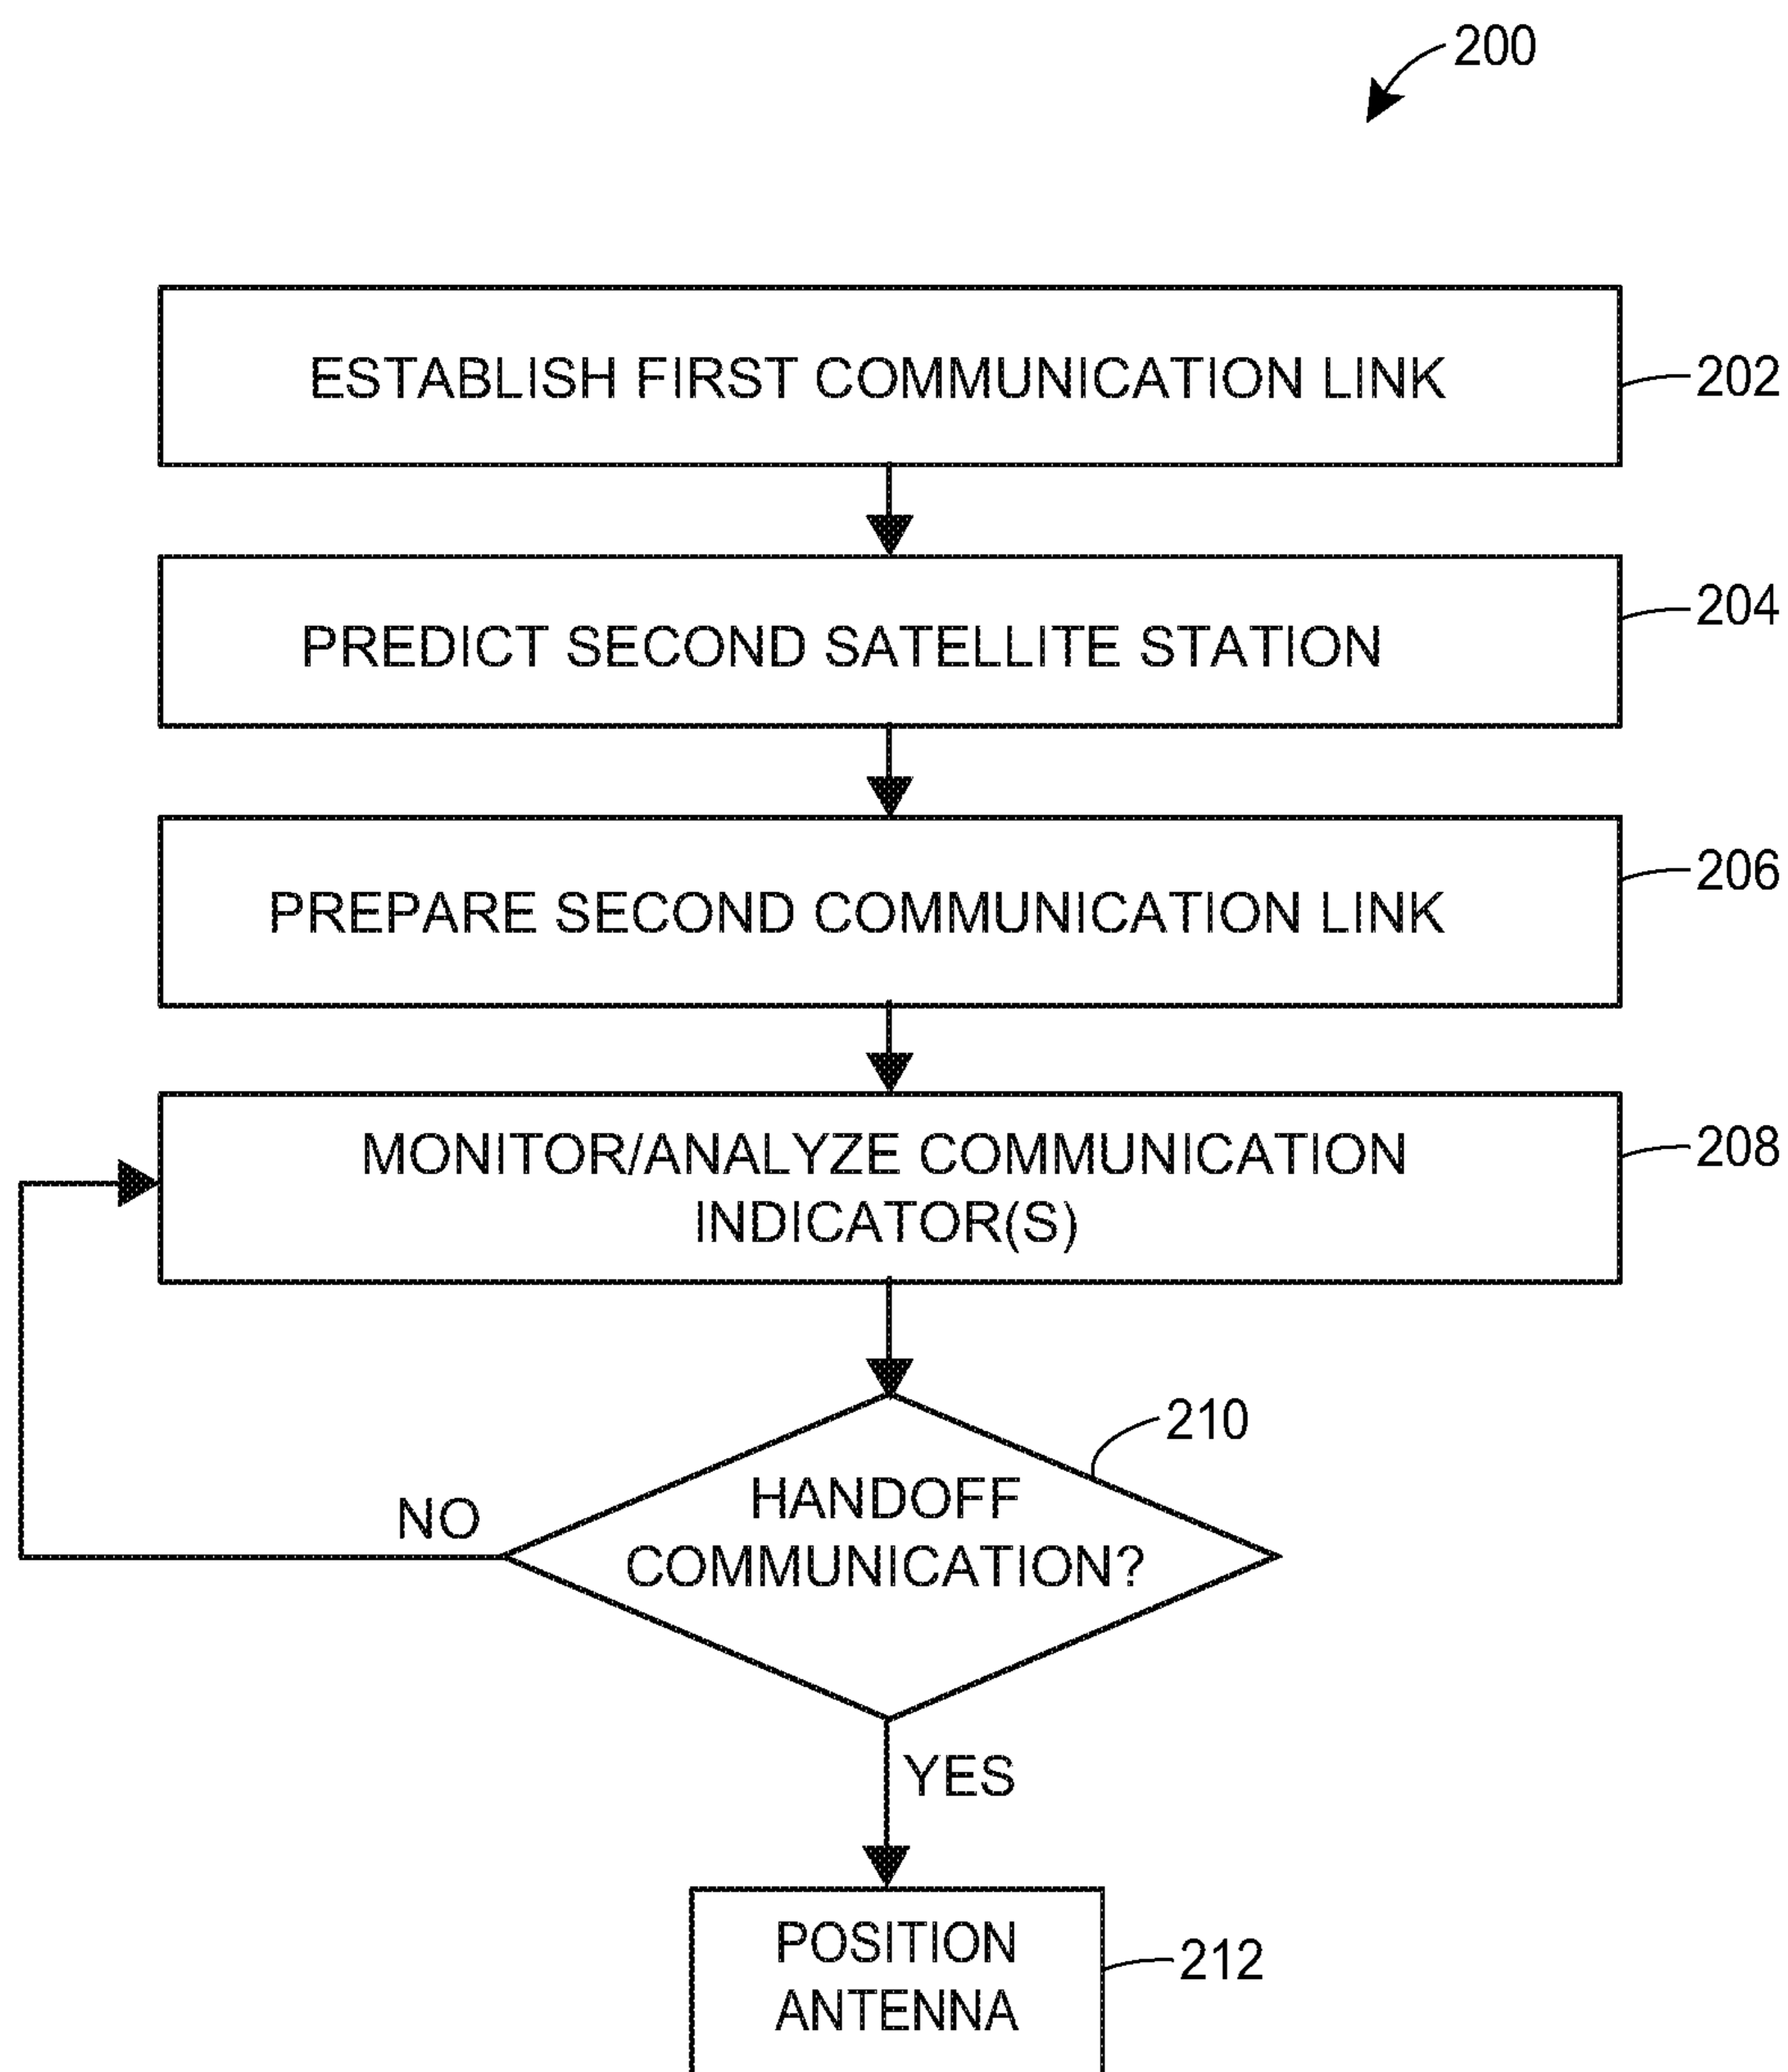 200
ESTABLISH FIRST COMMUNICATION LINK
202
PREDICT SECOND SATELLITE STATION
204
PREPARE SECOND COMMUNICATION LINK
206
MONITOR/ANALYZE COMMUNICATION
INDICATOR(S)
208
210
HANDOFF
COMMUNICATION?
NO
YES
POSITION
ANTENNA
212